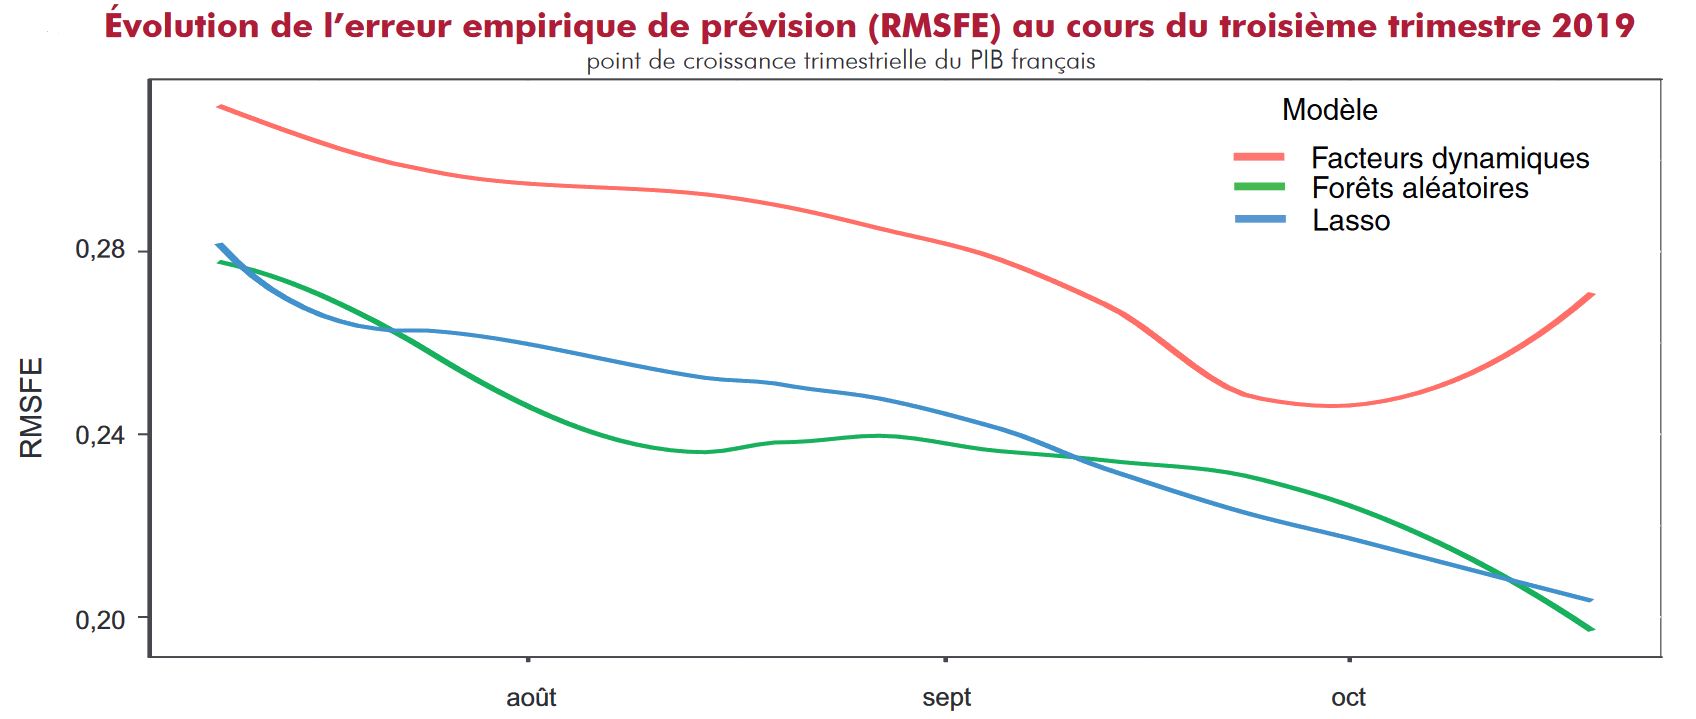 Évolution de l’erreur empirique de prévision (RMSFE) au cours du troisième trimestre 2019
point de croissance trimestrielle du PIB français
Modèle
Facteurs dynamiques
Forêts aléatoires
Lasso
0,28
0,24
0,20
RMSFE
août
sept
oct